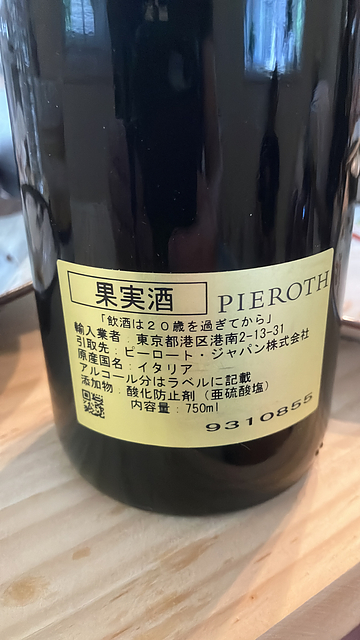 果実酒 PIEROTH
「飲酒は20歳を過ぎてから」
輸入業者：東京都港区港南2-13-31
引取先：ピーロート・ジャパン株式会社
原産国名：イタリア
アルコール分はラベルに記載
添加物：酸化防止剤（亜硫酸塩）
内容量：750ml
9310855